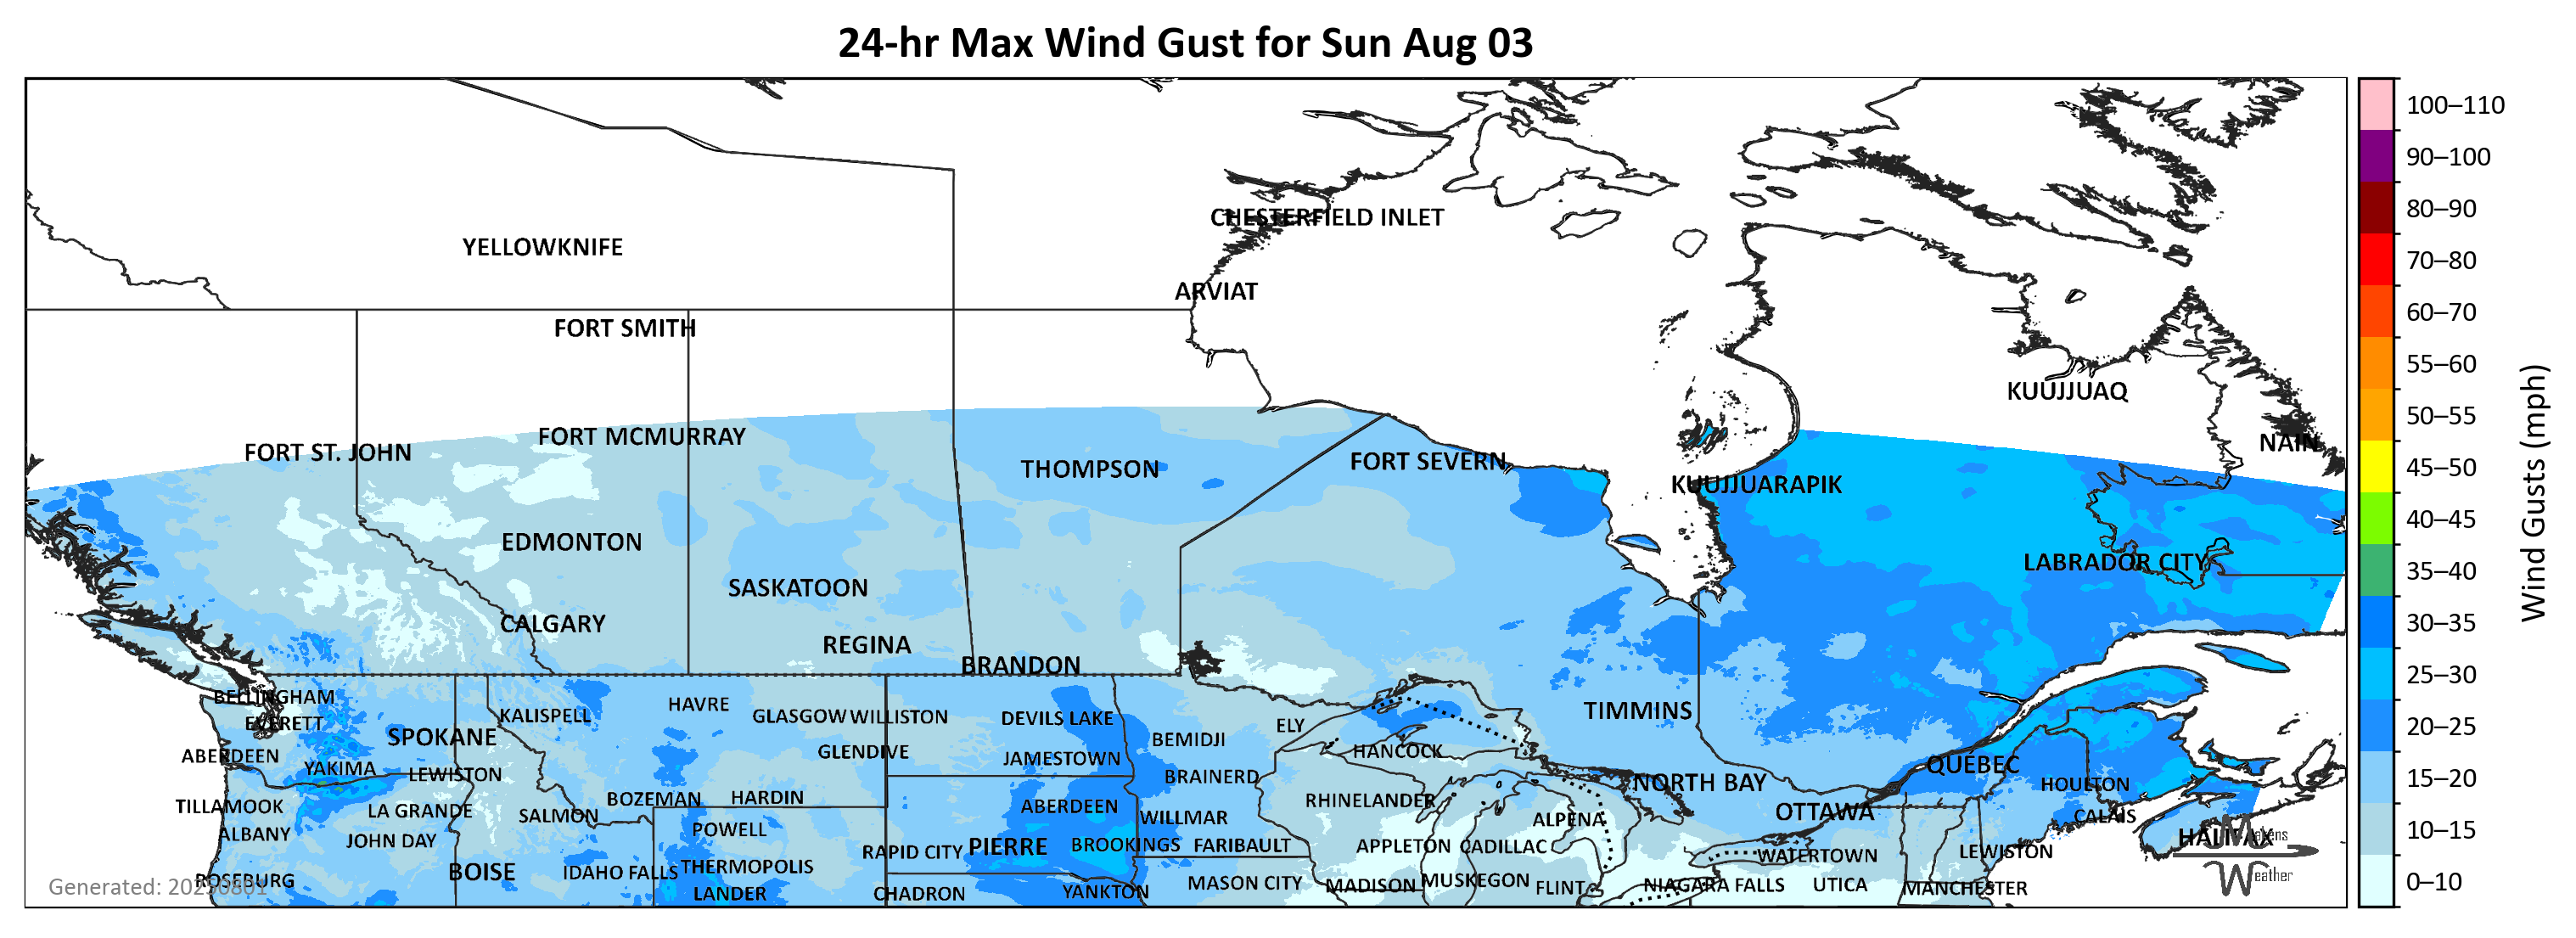 24-hr Max Wind Gust for Sun Aug 03
100–110
90–100
80–90
70–80
60–70
55–60
50–55
45–50
40–45
35–40
30–35
25–30
20–25
15–20
10–15
0–10
Wind Gusts (mph)
CHESTERFIELD INLET
YELLOWKNIFE
ARVIAT
FORT SMITH
KUUJJUAQ
FORT MCMURRAY
NAIN
FORT ST. JOHN
FORT SEVERN
THOMPSON
KUUJJUARAPIK
EDMONTON
LABRADOR CITY
SASKATOON
CALGARY
REGINA
BRANDON
BELLINGHAM
HAVRE
TIMMINS
KALISPELL
GLASGOW
WILLISTON
DEVILS LAKE
EVERETT
ELY
SPOKANE
BEMIDJI
GLENDIVE
HANCOCK
ABERDEEN
JAMESTOWN
QUÉBEC
YAKIMA
LEWISTON
BRAINERD
NORTH BAY
HOULTON
BOZEMAN
HARDIN
RHINELANDER
TILLAMOOK
LA GRANDE
ABERDEEN
OTTAWA
SALMON
WILLMAR
ALPENA
CALAIS
ALBANY
POWELL
HALIFAX
JOHN DAY
PIERRE
BROOKINGS
FARIBAULT
APPLETON
CADILLAC
RAPID CITY
LEWISTON
WATERTOWN
THERMOPOLIS
BOISE
IDAHO FALLS
ROSEBURG
MASON CITY
MADISON
MUSKEGON
FLINT
NIAGARA FALLS
UTICA
MANCHESTER
LANDER
CHADRON
YANKTON
Generated: 20250801
Weather